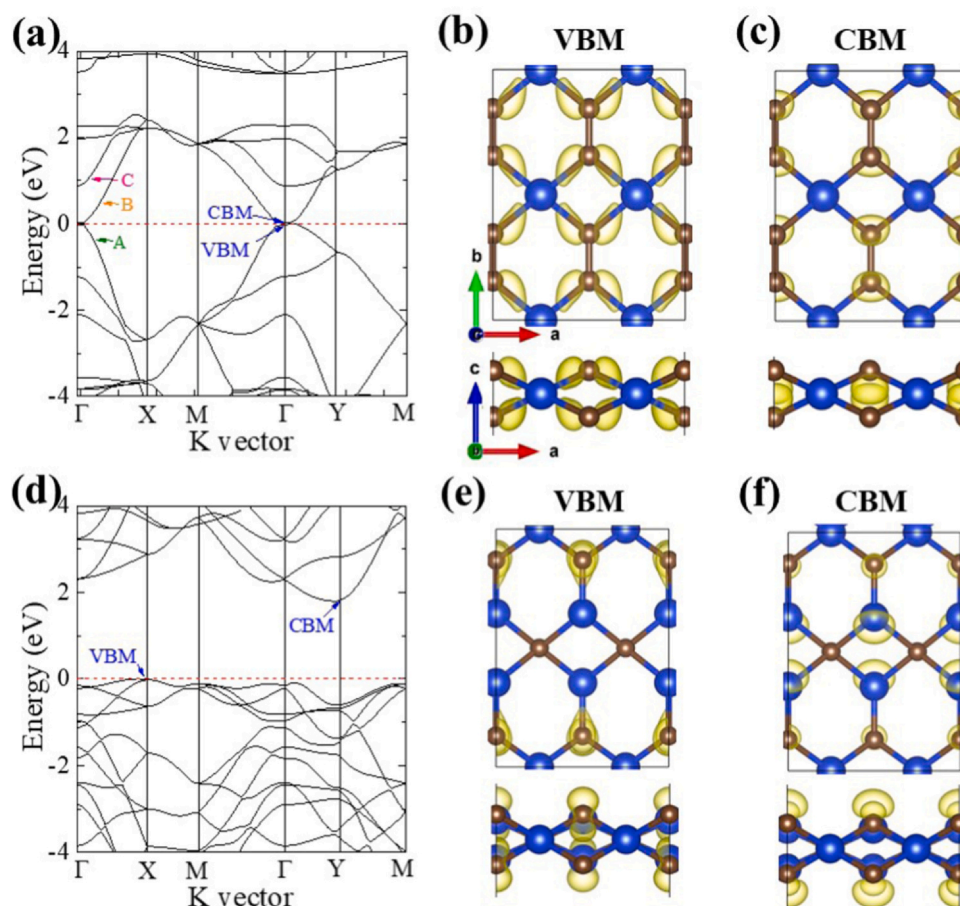 (a)
4
2
0
-2
-4
Energy (eV)
C
B
A
CBM
VBM
Γ X M Γ Y M
K vector
(b)
VBM
b
a
c
a
(c)
CBM
(d)
4
2
0
-2
-4
Energy (eV)
VBM
CBM
Γ X M Γ Y M
K vector
(e)
VBM
(f)
CBM